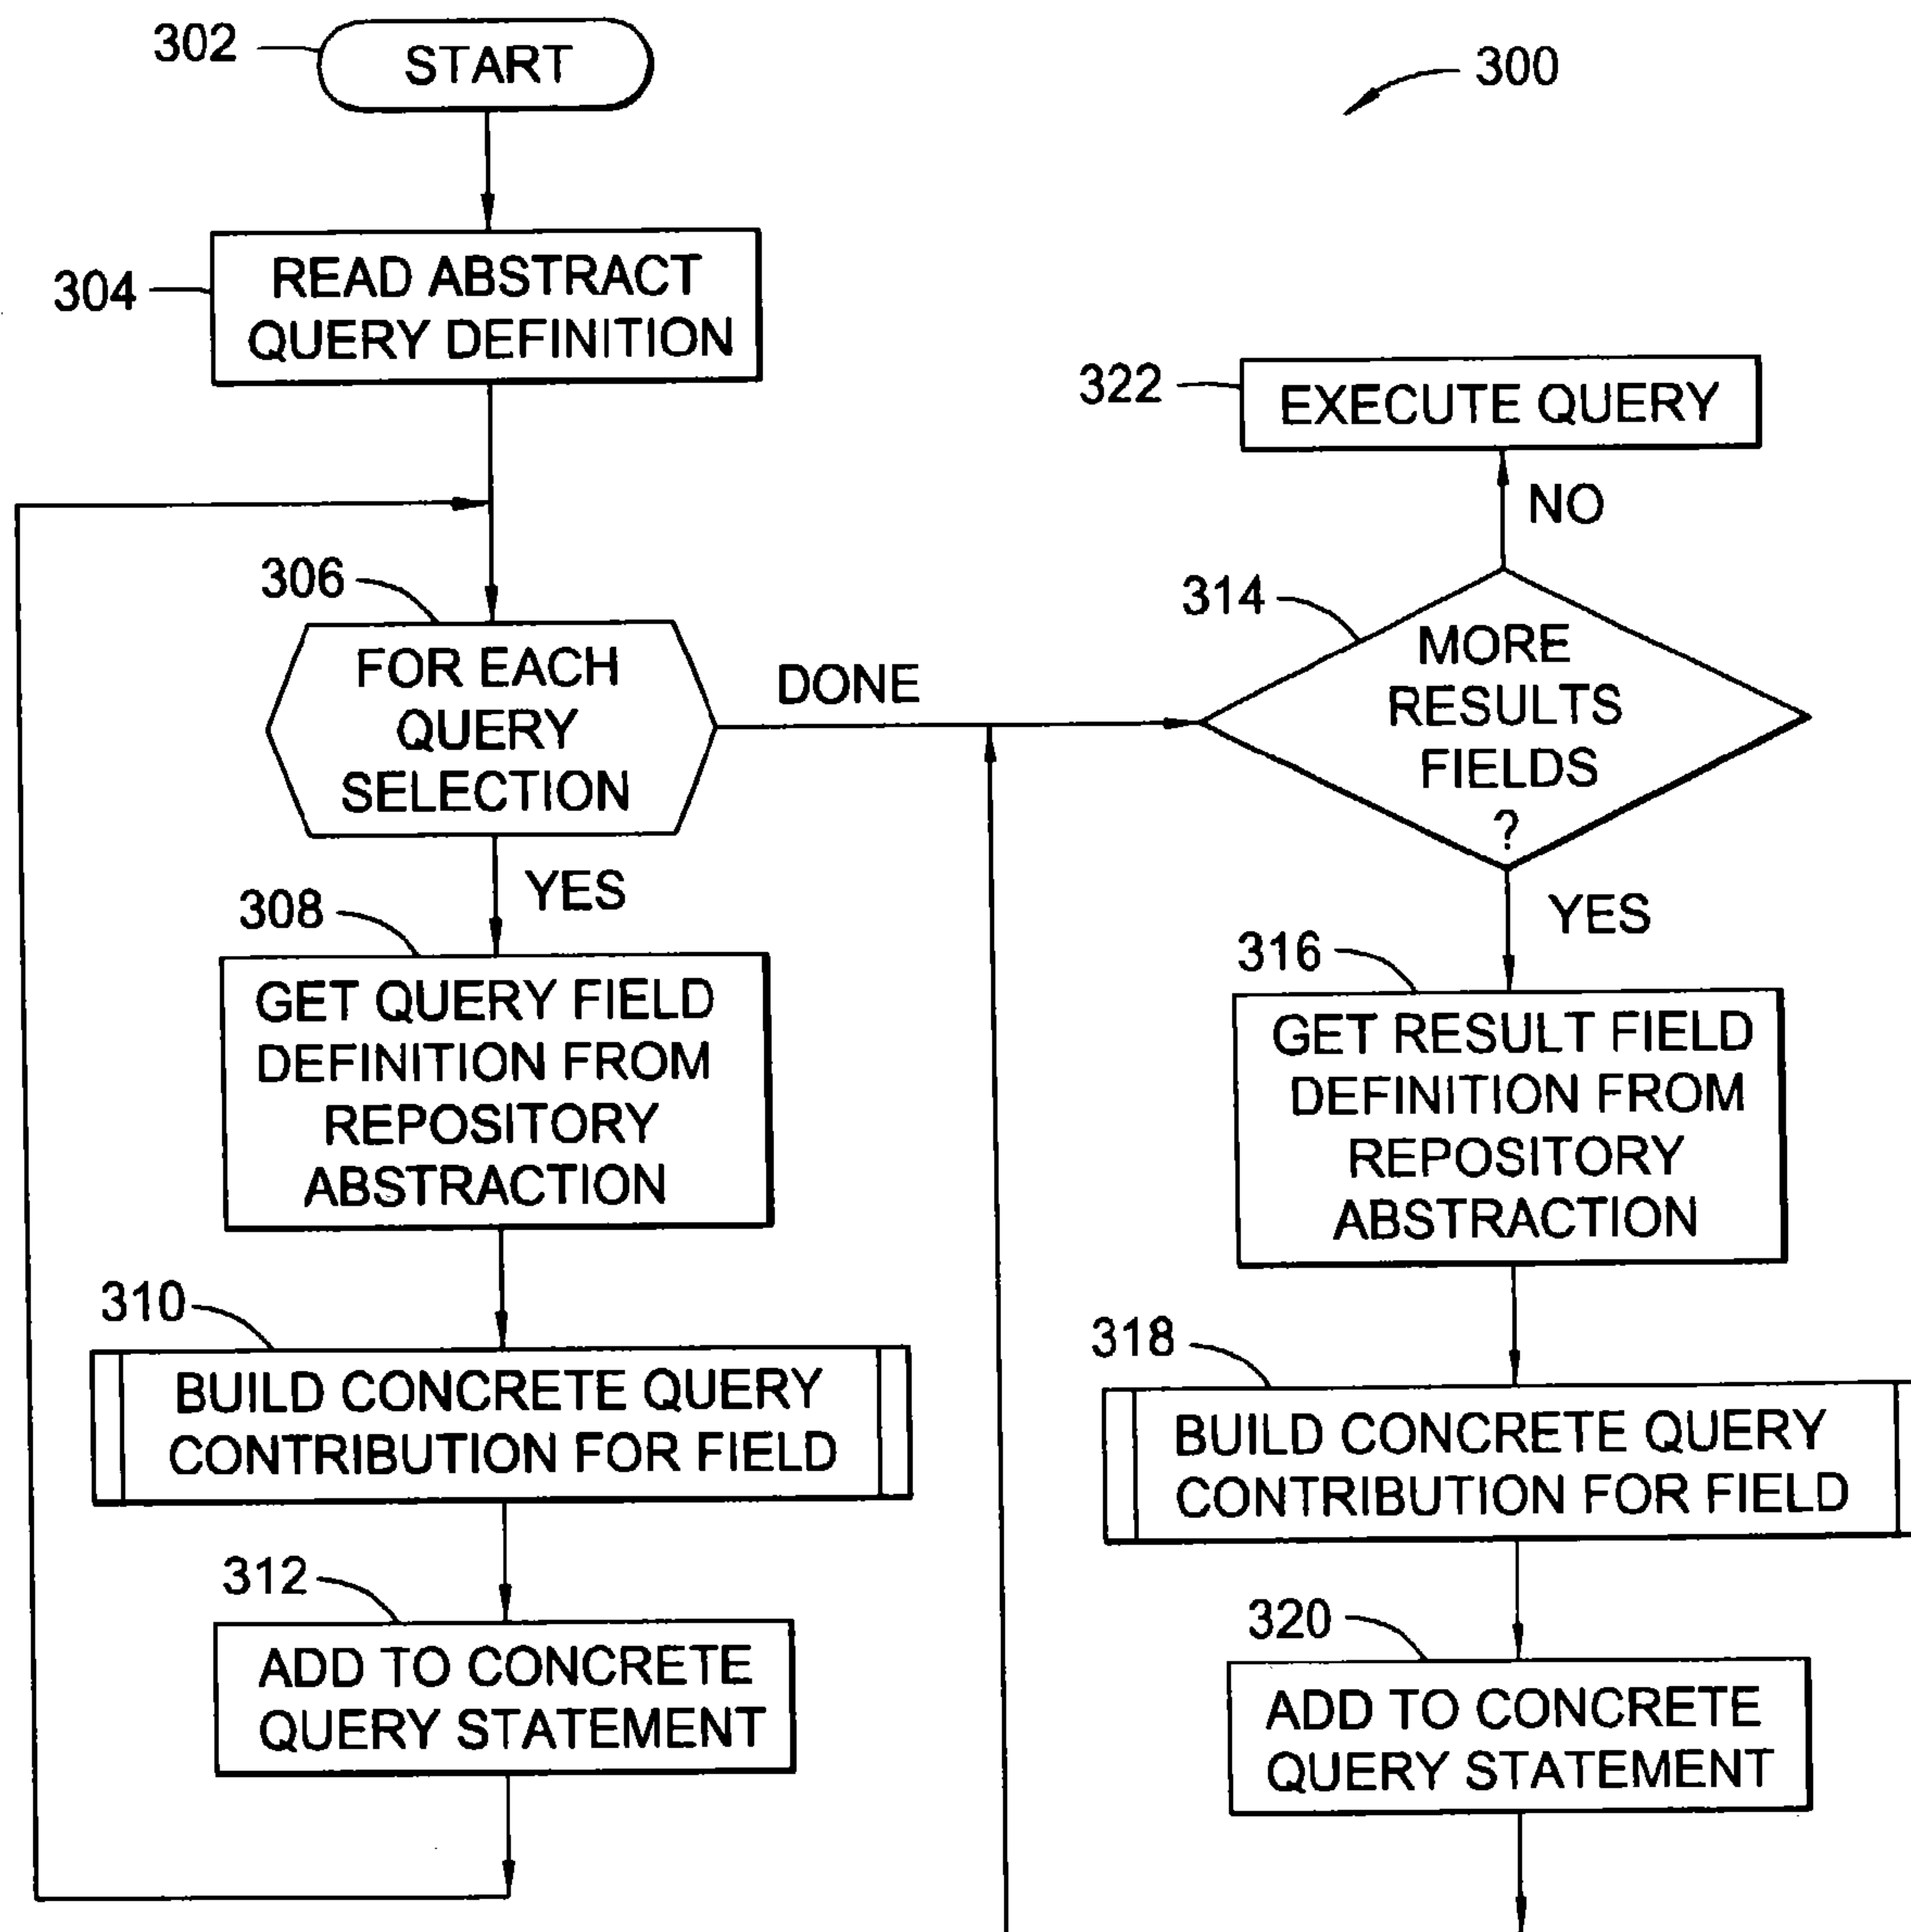 302
START
300
304
READ ABSTRACT
QUERY DEFINITION
322
EXECUTE QUERY
NO
306
FOR EACH
QUERY
SELECTION
DONE
314
MORE
RESULTS
FIELDS
?
YES
308
GET QUERY FIELD
DEFINITION FROM
REPOSITORY
ABSTRACTION
YES
316
GET RESULT FIELD
DEFINITION FROM
REPOSITORY
ABSTRACTION
310
BUILD CONCRETE QUERY
CONTRIBUTION FOR FIELD
318
BUILD CONCRETE QUERY
CONTRIBUTION FOR FIELD
312
ADD TO CONCRETE
QUERY STATEMENT
320
ADD TO CONCRETE
QUERY STATEMENT